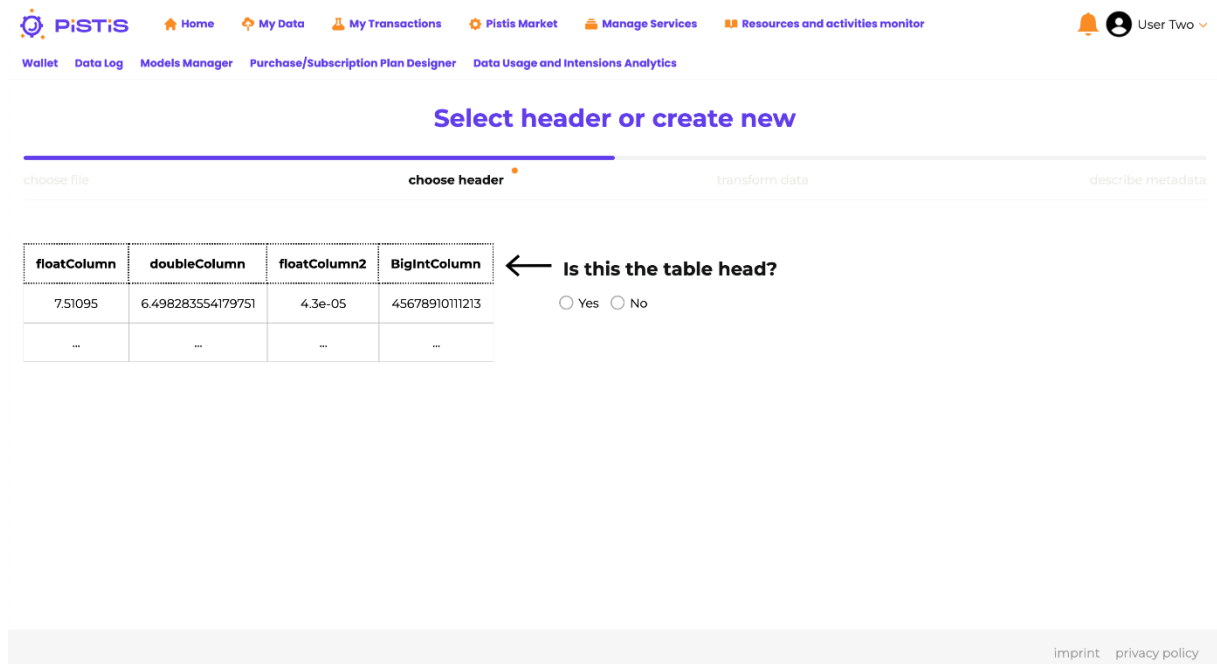 PISTIS Home My Data My Transactions Pistis Market Manage Services Resources and activities monitor User Two
Wallet Data Log Models Manager Purchase/Subscription Plan Designer Data Usage and Intensions Analytics
Select header or create new
choose file choose header transform data describe metadata
floatColumn doubleColumn floatColumn2 BigIntColumn Is this the table head?
7.51095 6.498283554179751 4.3e-05 45678910111213 Yes No
... ... ... ...
imprint privacy policy